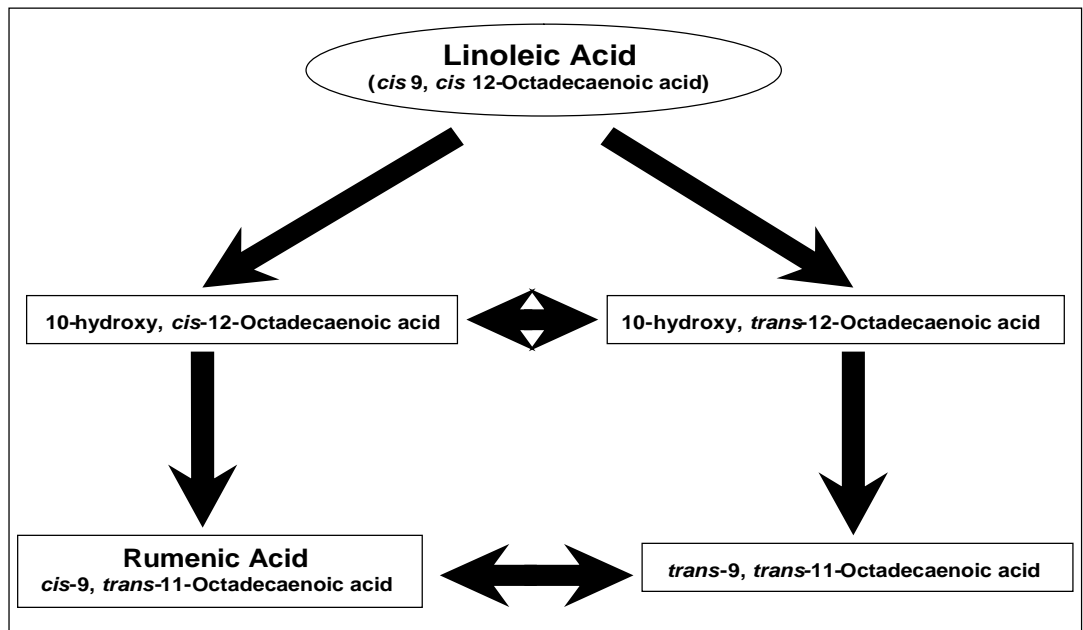 Linoleic Acid
(cis 9, cis 12-Octadecaenoic acid)
10-hydroxy, cis-12-Octadecaenoic acid
10-hydroxy, trans-12-Octadecaenoic acid
Rumenic Acid
cis-9, trans-11-Octadecaenoic acid
trans-9, trans-11-Octadecaenoic acid